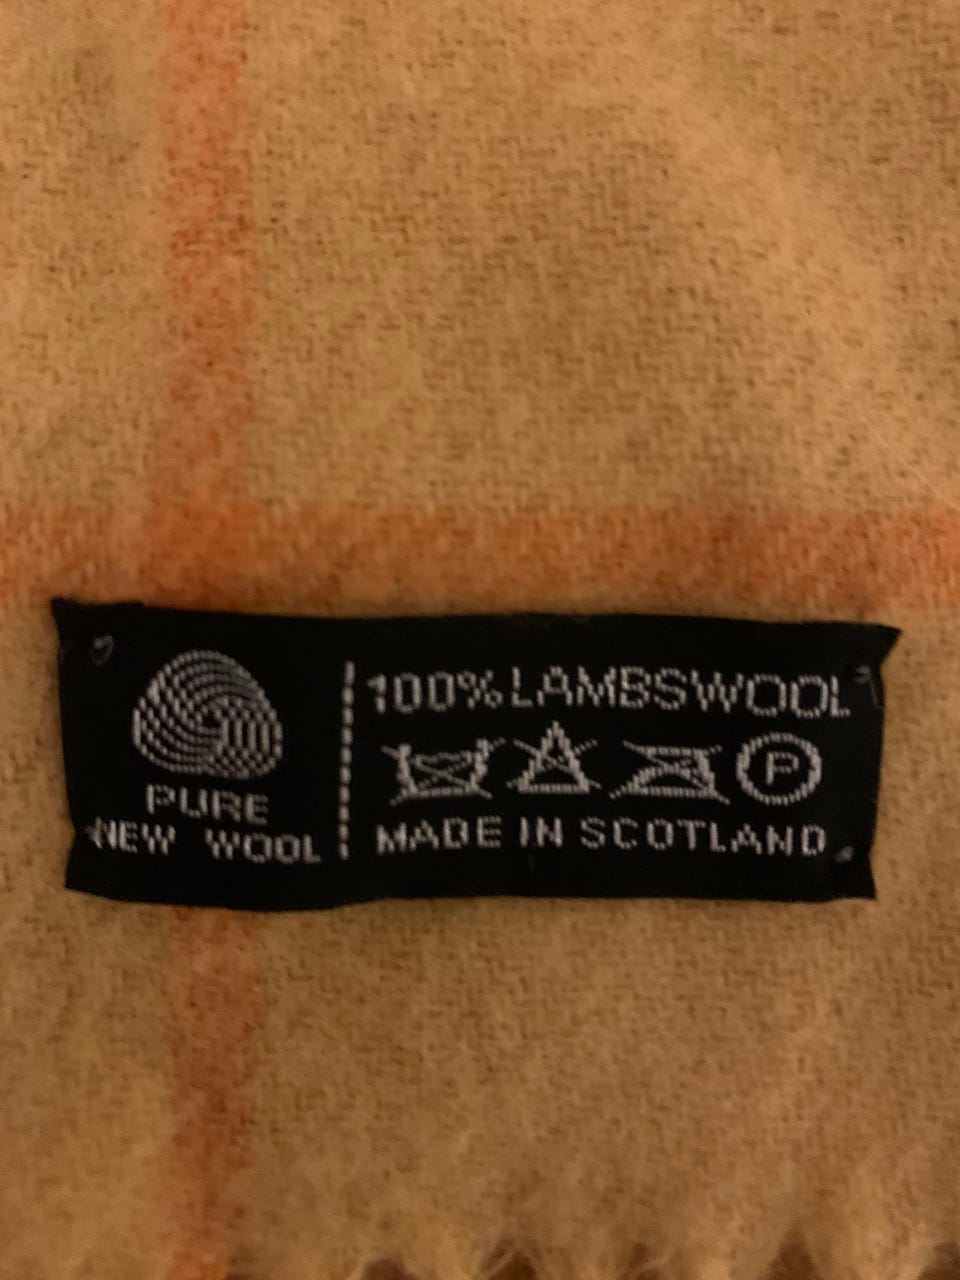 PURE
NEW WOOL
100% LAMBSWOOL
P
MADE IN SCOTLAND